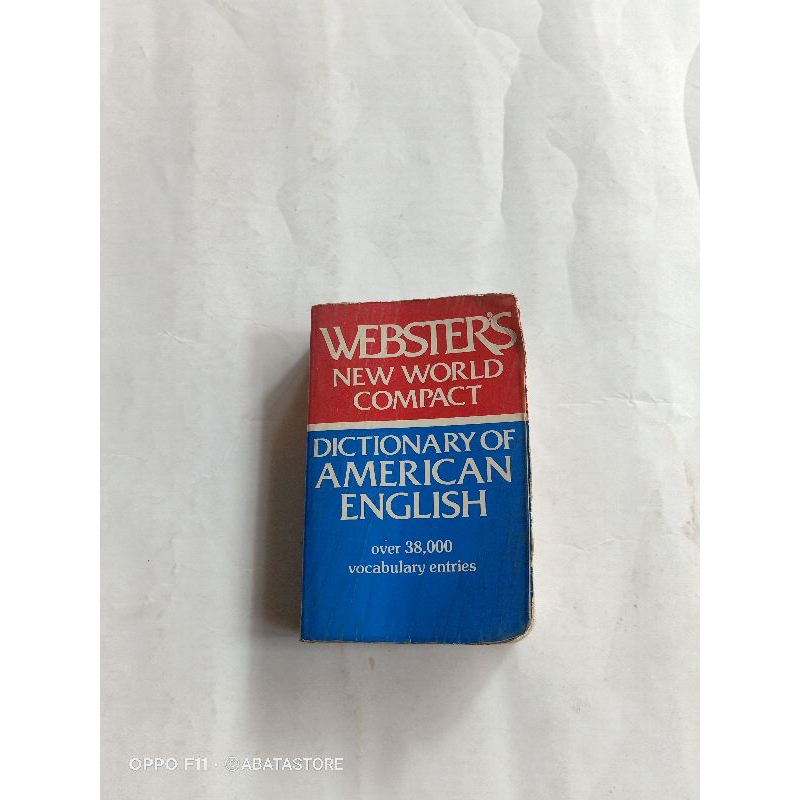 WEBSTER'S
NEW WORLD
COMPACT
DICTIONARY OF
AMERICAN
ENGLISH
over 38,000
vocabulary entries
OPPO F11 · @ABATASTORE